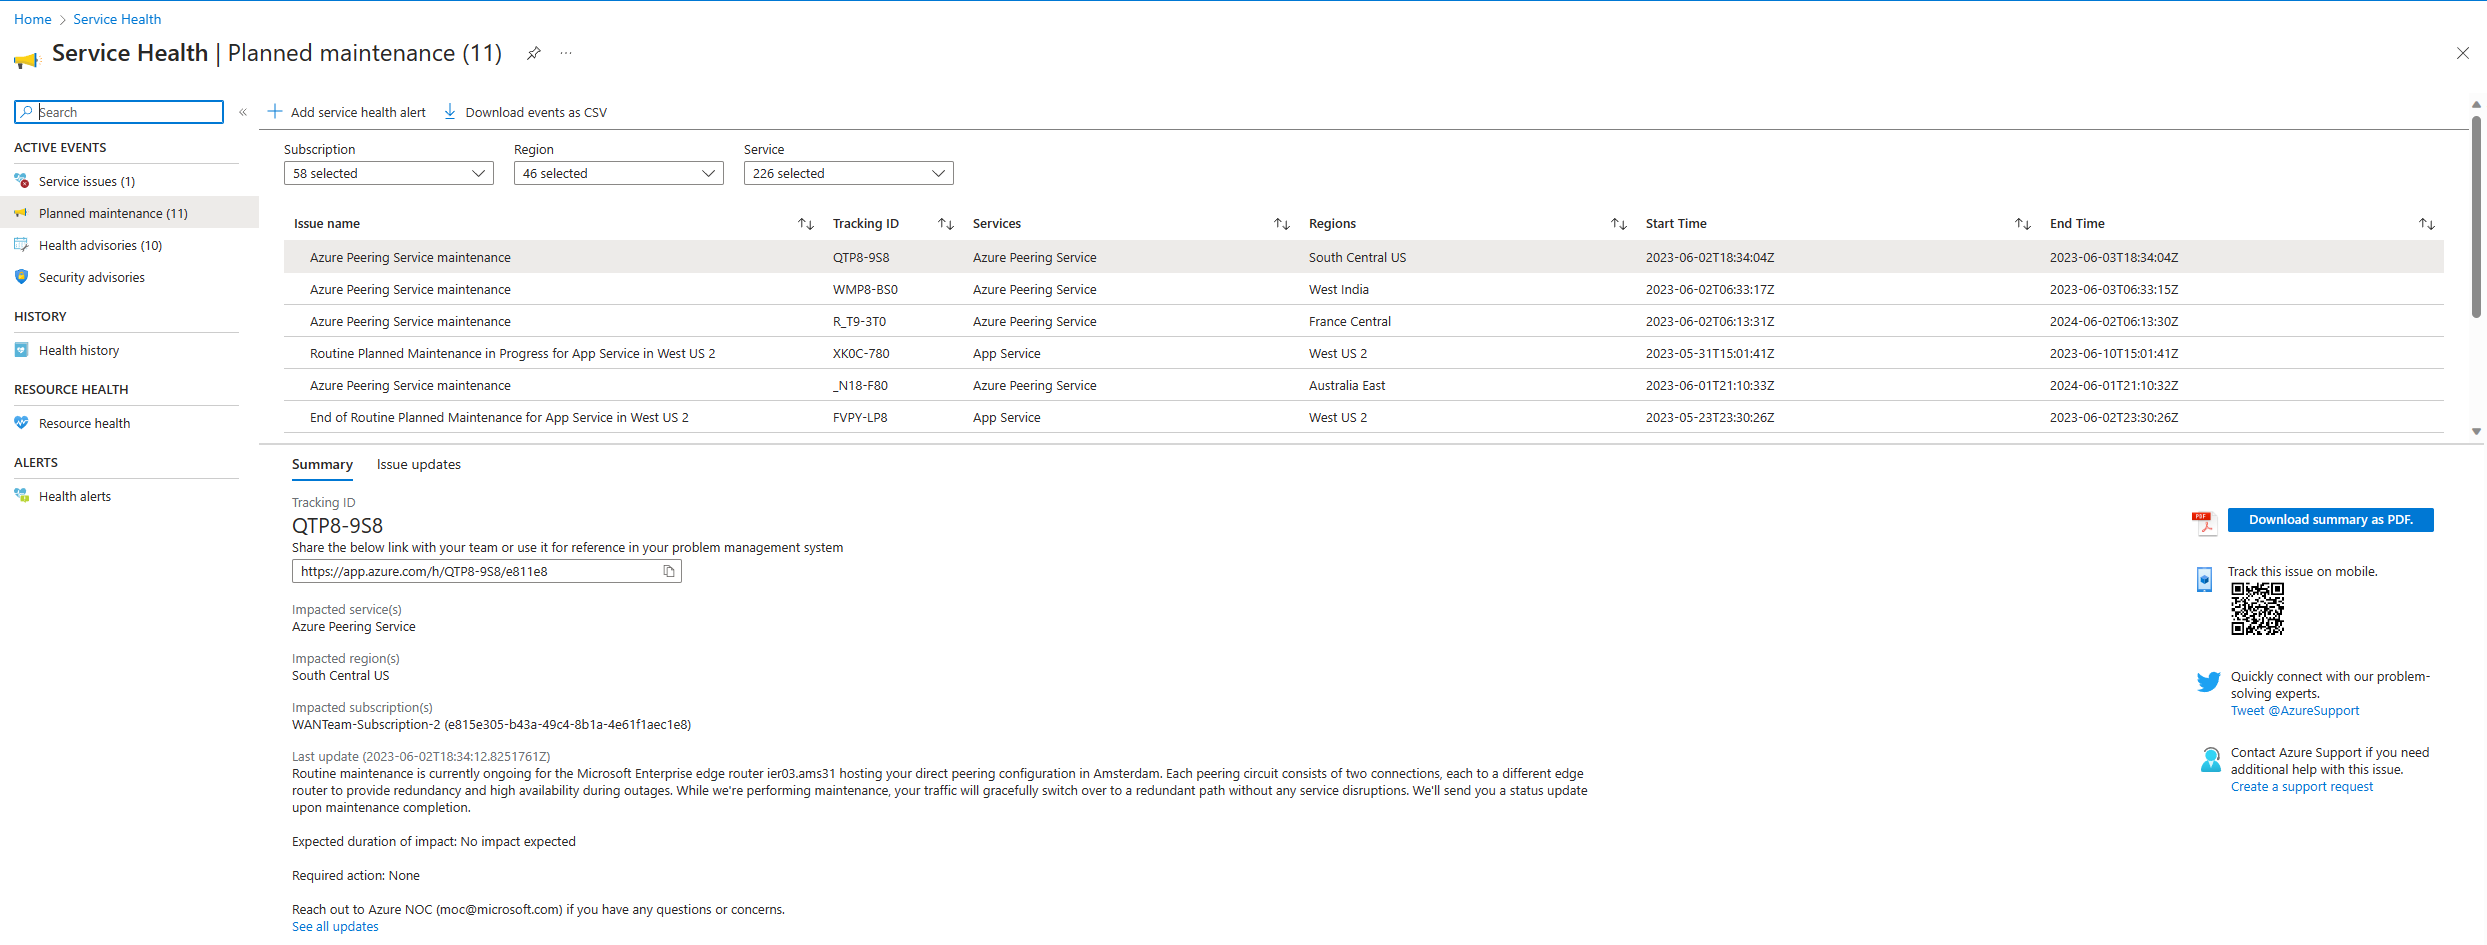 Home > Service Health
Service Health | Planned maintenance (11)
Search
ACTIVE EVENTS
Service issues (1)
Planned maintenance (11)
Health advisories (10)
Security advisories
HISTORY
Health history
RESOURCE HEALTH
Resource health
ALERTS
Health alerts
Add service health alert Download events as CSV
Subscription Region Service
58 selected 46 selected 226 selected
Issue name Tracking ID Services Regions Start Time End Time
Azure Peering Service maintenance QTP8-9S8 Azure Peering Service South Central US 2023-06-02T18:34:04Z 2023-06-03T18:34:04Z
Azure Peering Service maintenance WMP8-BS0 Azure Peering Service West India 2023-06-02T06:33:17Z 2023-06-03T06:33:15Z
Azure Peering Service maintenance R_T9-3T0 Azure Peering Service France Central 2023-06-02T06:13:31Z 2024-06-02T06:13:30Z
Routine Planned Maintenance in Progress for App Service in West US 2 XK0C-780 App Service West US 2 2023-05-31T15:01:41Z 2023-06-10T15:01:41Z
Azure Peering Service maintenance _N18-F80 Azure Peering Service Australia East 2023-06-01T21:10:33Z 2024-06-01T21:10:32Z
End of Routine Planned Maintenance for App Service in West US 2 FVPY-LP8 App Service West US 2 2023-05-23T23:30:26Z 2023-06-02T23:30:26Z
Summary Issue updates
Tracking ID
QTP8-9S8
Share the below link with your team or use it for reference in your problem management system
https://app.azure.com/h/QTP8-9S8/e811e8
Impacted service(s)
Azure Peering Service
Impacted region(s)
South Central US
Impacted subscription(s)
WANTeam-Subscription-2 (e815e305-b43a-49c4-8b1a-4e61f1aec1e8)
Last update (2023-06-02T18:34:12.8251761Z)
Routine maintenance is currently ongoing for the Microsoft Enterprise edge router ier03.ams31 hosting your direct peering configuration in Amsterdam. Each peering circuit consists of two connections, each to a different edge
router to provide redundancy and high availability during outages. While we're performing maintenance, your traffic will gracefully switch over to a redundant path without any service disruptions. We'll send you a status update
upon maintenance completion.
Expected duration of impact: No impact expected
Required action: None
Reach out to Azure NOC (moc@microsoft.com) if you have any questions or concerns.
See all updates
PDF
Download summary as PDF.
Track this issue on mobile.
Quickly connect with our problem-
solving experts.
Tweet @AzureSupport
Contact Azure Support if you need
additional help with this issue.
Create a support request